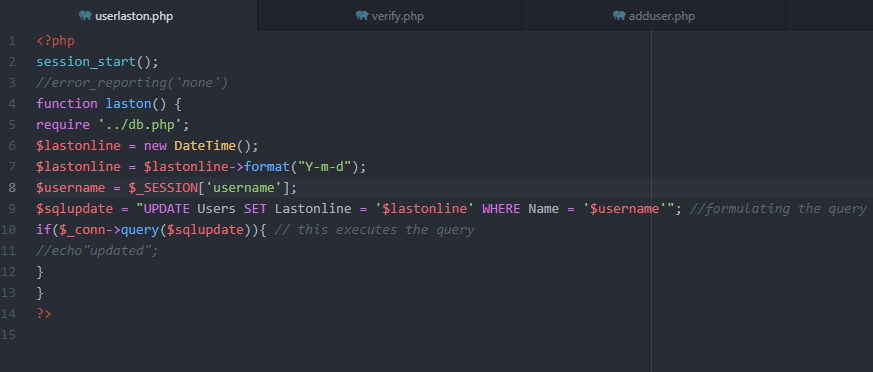 userlaston.php verify.php adduser.php
1 <?php
2 session_start();
3 //error_reporting('none')
4 function laston() {
5 require '../db.php';
6 $lastonline = new DateTime();
7 $lastonline = $lastonline->format("Y-m-d");
8 $username = $_SESSION['username'];
9 $sqlupdate = "UPDATE Users SET Lastonline = '$lastonline' WHERE Name = '$username'"; //formulating the query
10 if($_conn->query($sqlupdate)){ // this executes the query
11 //echo"updated";
12 }
13 }
14 ?>
15